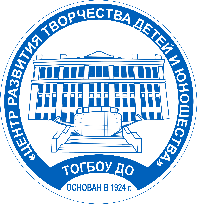 «ЦЕНТР РАЗВИТИЯ ТВОРЧЕСТВА ДЕТЕЙ И ЮНОШЕСТВА»
ТОГБОУ ДО
ОСНОВАН В 1924 г.